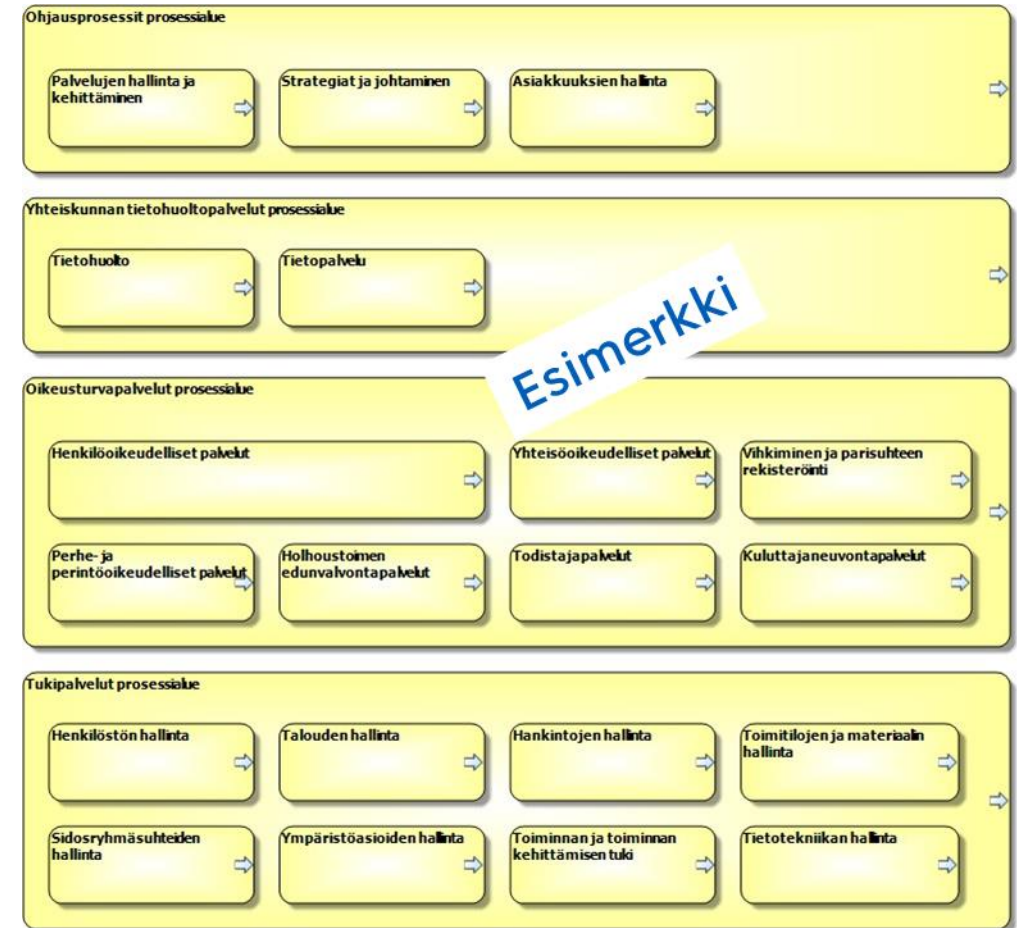 Ohjausprosessit prosessialue
Palvelujen hallinta ja
kehittäminen
Strategiat ja johtaminen
Asiakkuuksien hallinta
Yhteiskunnan tietohuoltopalvelut prosessialue
Tietohuolto
Tietopalvelu
Esimerkki
Oikeusturvapalvelut prosessialue
Henkilöoikeudelliset palvelut
Yhteisöoikeudelliset palvelut
Vihkiminen ja parisuhteen
rekisteröinti
Perhe- ja
perintöoikeudelliset palvelut
Holhoustoimen
edunvalvontapalvelut
Todistajapalvelut
Kuluttajaneuvontapalvelut
Tukipalvelut prosessialue
Henkilöstön hallinta
Talouden hallinta
Hankintojen hallinta
Toimitilojen ja materiaalin
hallinta
Sidosryhmäsuhteiden
hallinta
Ympäristöasioiden hallinta
Toiminnan ja toiminnan
kehittämisen tuki
Tietotekniikan hallinta